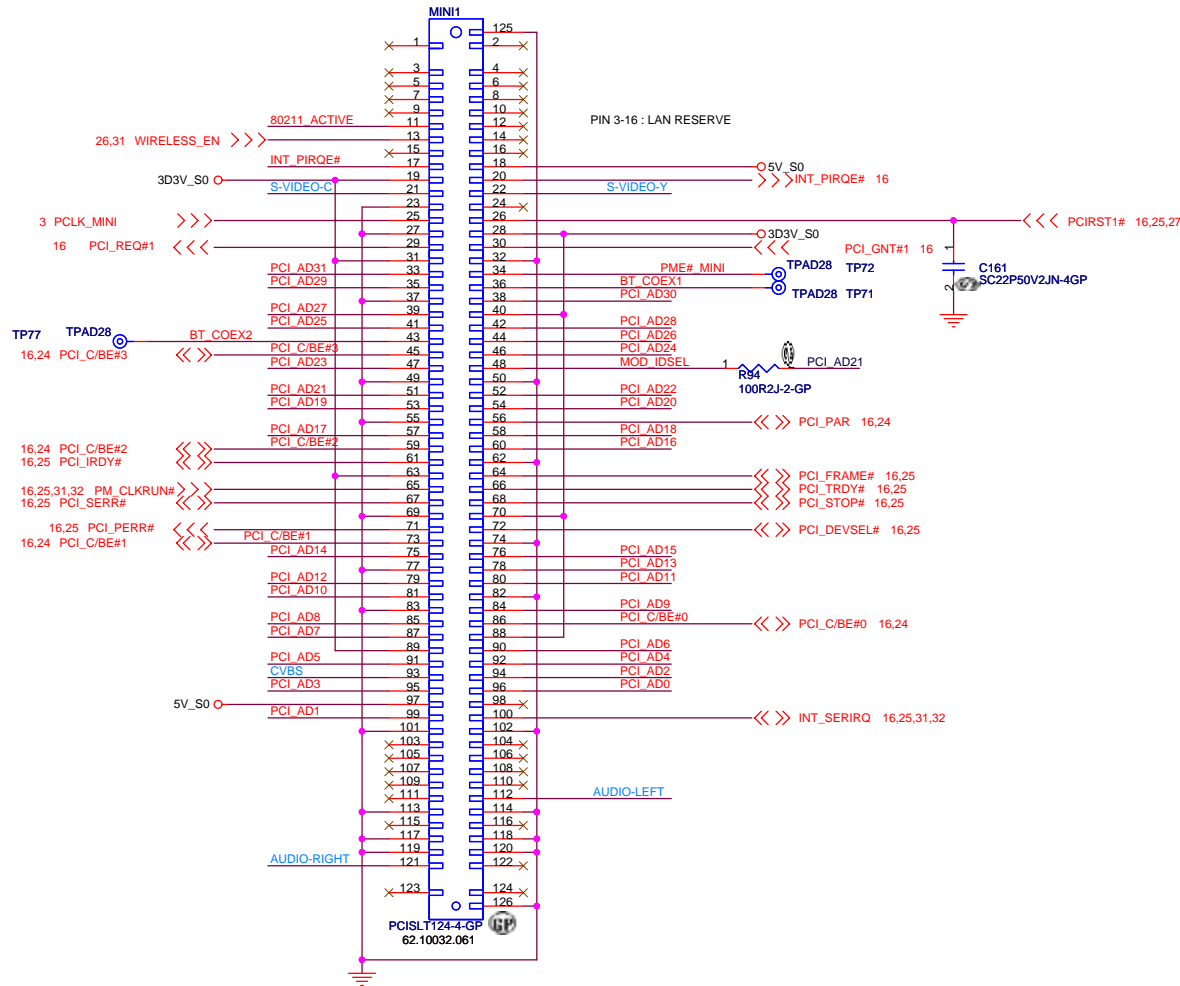 MINI1
125
1 2
3 4
5 6
7 8
9 10
80211_ACTIVE 11 12 PIN 3-16 : LAN RESERVE
26,31 WIRELESS_EN 13 14
15 16
INT_PIRQE# 17 18 5V_S0
3D3V_S0 19 20 INT_PIRQE# 16
S-VIDEO-C 21 22 S-VIDEO-Y
23 24
3 PCLK_MINI 25 26 PCIRST1# 16,25,27
27 28 3D3V_S0
16 PCI_REQ#1 29 30 PCI_GNT#1 16
1
31 32
PCI_AD31 33 34 PME#_MINI TPAD28 TP72
C161
SC22P50V2JN-4GP
2
PCI_AD29 35 36 BT_COEX1 TPAD28 TP71
37 38 PCI_AD30
PCI_AD27 39 40
PCI_AD25 41 42 PCI_AD28
TP77 TPAD28 BT_COEX2 43 44 PCI_AD26
16,24 PCI_C/BE#3 PCI_C/BE#3 45 46 PCI_AD24
PCI_AD23 47 48 MOD_IDSEL 1 PCI_AD21
R94
100R2J-2-GP
49 50
PCI_AD21 51 52 PCI_AD22
PCI_AD19 53 54 PCI_AD20
55 56 PCI_PAR 16,24
PCI_AD17 57 58 PCI_AD18
16,24 PCI_C/BE#2 PCI_C/BE#2 59 60 PCI_AD16
16,25 PCI_IRDY# 61 62
63 64 PCI_FRAME# 16,25
16,25,31,32 PM_CLKRUN# 65 66 PCI_TRDY# 16,25
16,25 PCI_SERR# 67 68 PCI_STOP# 16,25
69 70
16,25 PCI_PERR# 71 72 PCI_DEVSEL# 16,25
16,24 PCI_C/BE#1 PCI_C/BE#1 73 74
PCI_AD14 75 76 PCI_AD15
77 78 PCI_AD13
PCI_AD12 79 80 PCI_AD11
PCI_AD10 81 82
83 84 PCI_AD9
PCI_AD8 85 86 PCI_C/BE#0 PCI_C/BE#0 16,24
PCI_AD7 87 88
89 90 PCI_AD6
PCI_AD5 91 92 PCI_AD4
CVBS 93 94 PCI_AD2
PCI_AD3 95 96 PCI_AD0
5V_S0 97 98
PCI_AD1 99 100 INT_SERIRQ 16,25,31,32
101 102
103 104
105 106
107 108
109 110
111 112 AUDIO-LEFT
113 114
115 116
117 118
119 120
AUDIO-RIGHT 121 122
123 124
126
PCISLT124-4-GP GP
62.10032.061